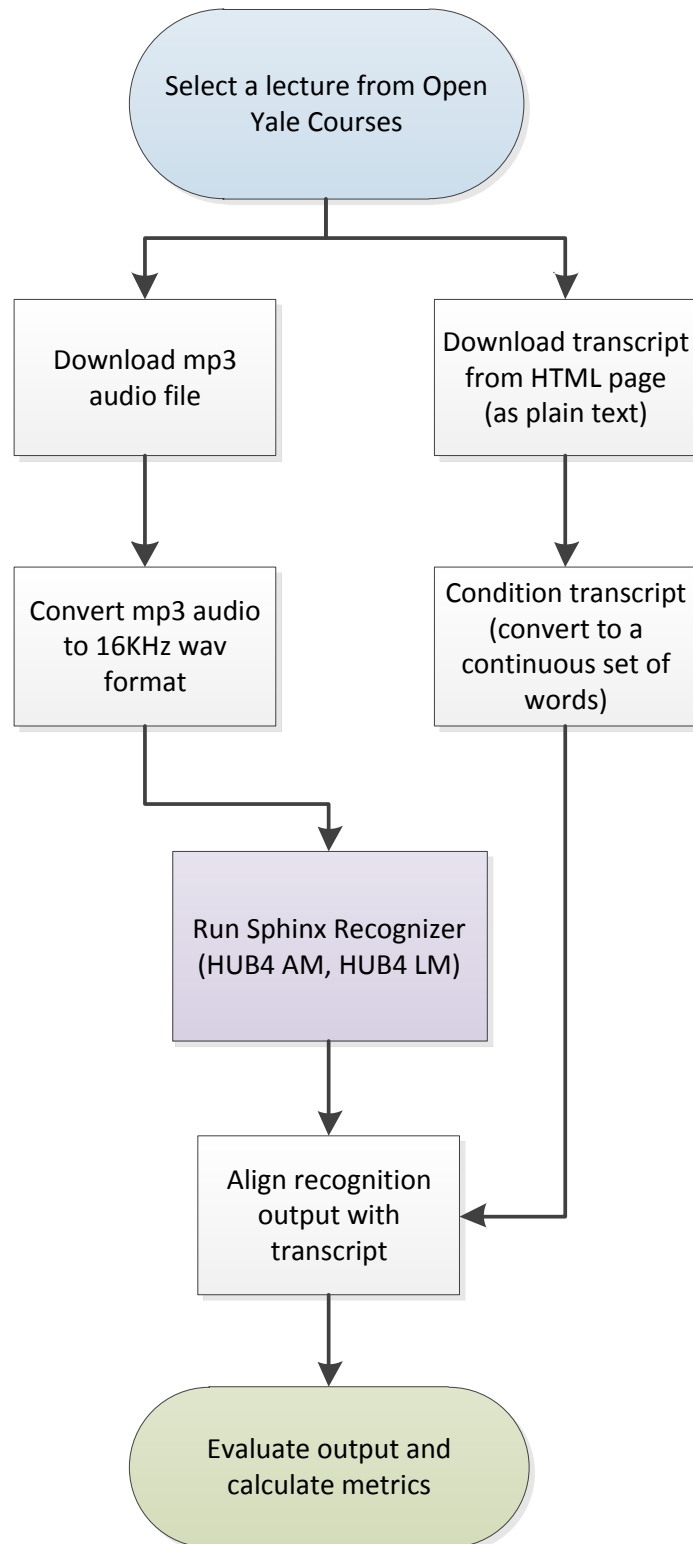 Select a lecture from Open
Yale Courses
Download mp3
audio file
Download transcript
from HTML page
(as plain text)
Convert mp3 audio
to 16KHz wav
format
Condition transcript
(convert to a
continuous set of
words)
Run Sphinx Recognizer
(HUB4 AM, HUB4 LM)
Align recognition
output with
transcript
Evaluate output and
calculate metrics